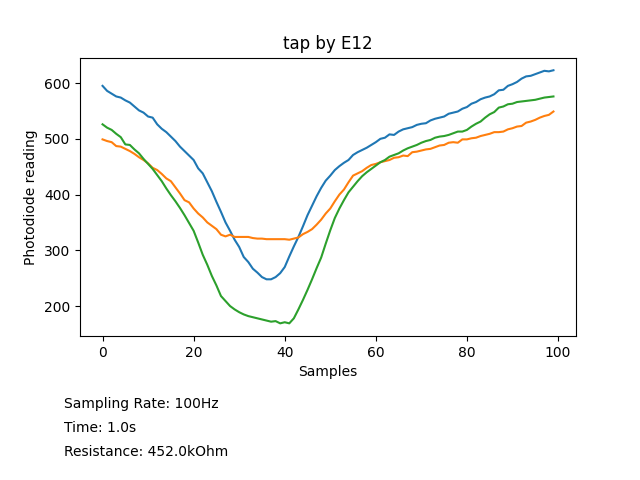 tap by E12
Photodiode reading
600
500
400
300
200
0
20
40
60
80
100
Samples
Sampling Rate: 100Hz
Time: 1.0s
Resistance: 452.0kOhm